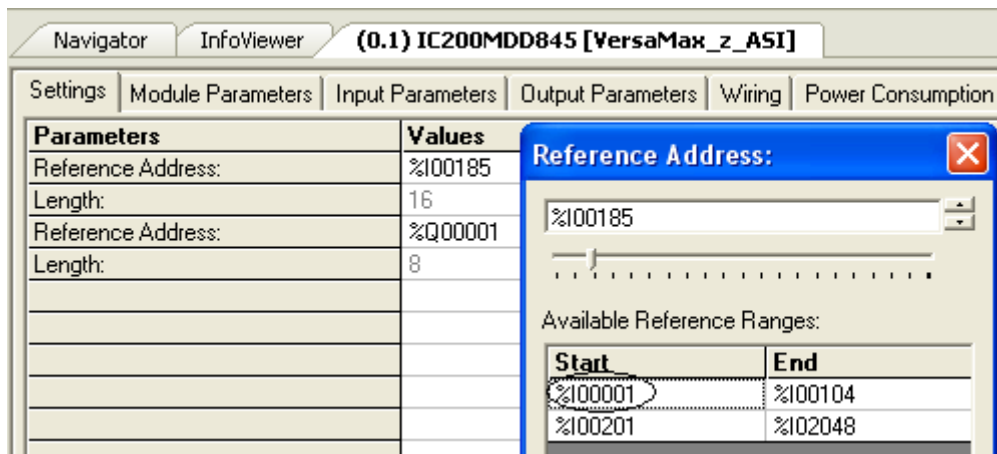 Navigator InfoViewer (0.1) IC200MDD845 [VersaMax_z_ASI]
Settings Module Parameters Input Parameters Output Parameters Wiring Power Consumption
Parameters Values
Reference Address: %I00185
Length: 16
Reference Address: %Q00001
Length: 8
Reference Address:
%I00185
Available Reference Ranges:
Start End
%I00001 %I00104
%I00201 %I02048